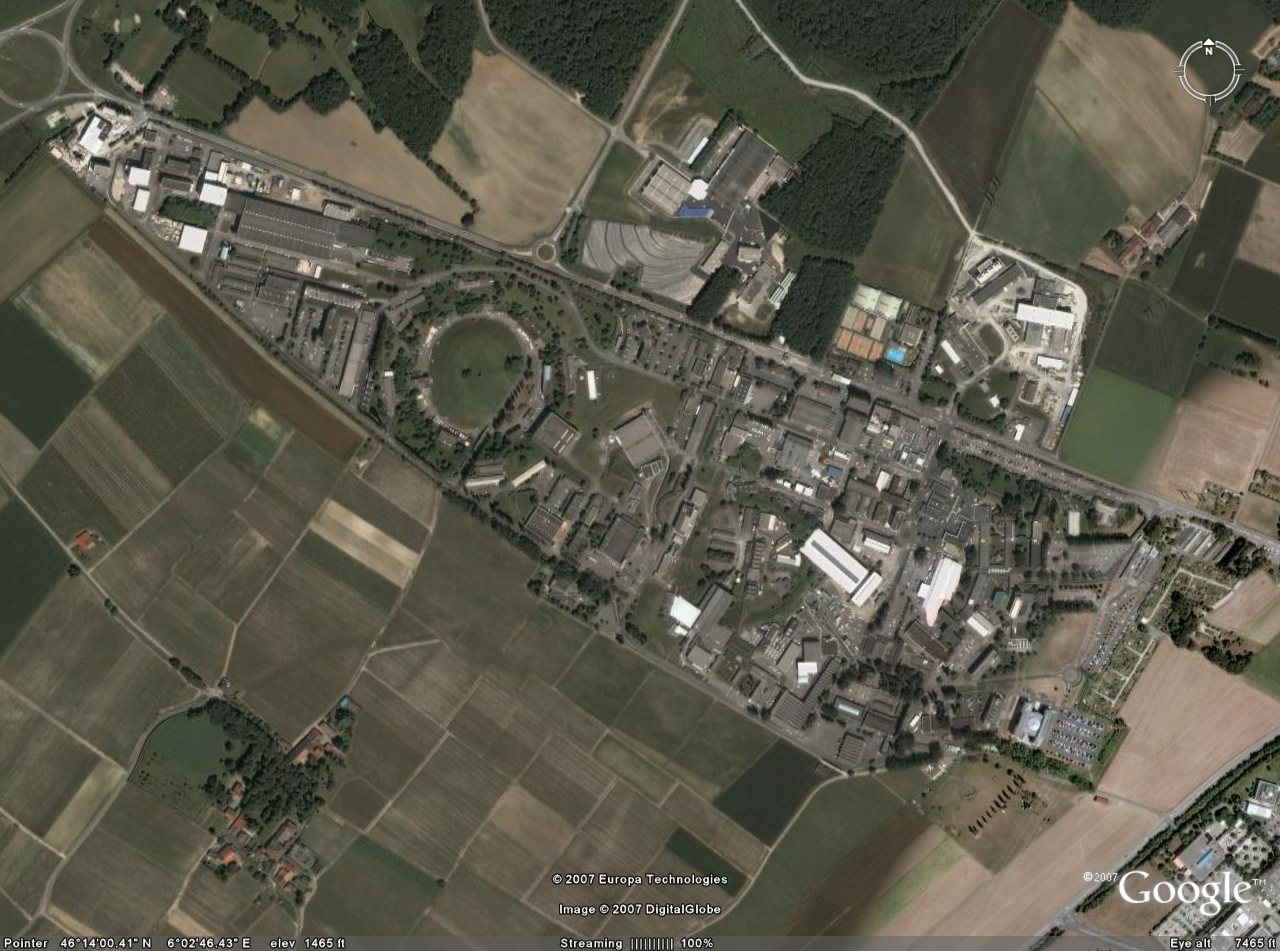 N
© 2007 Europa Technologies
Image © 2007 DigitalGlobe
©2007 Google™
Pointer 46°14'00.41" N 6°02'46.43" E elev 1465 ft Streaming |||||||||| 100% Eye alt 7465 ft